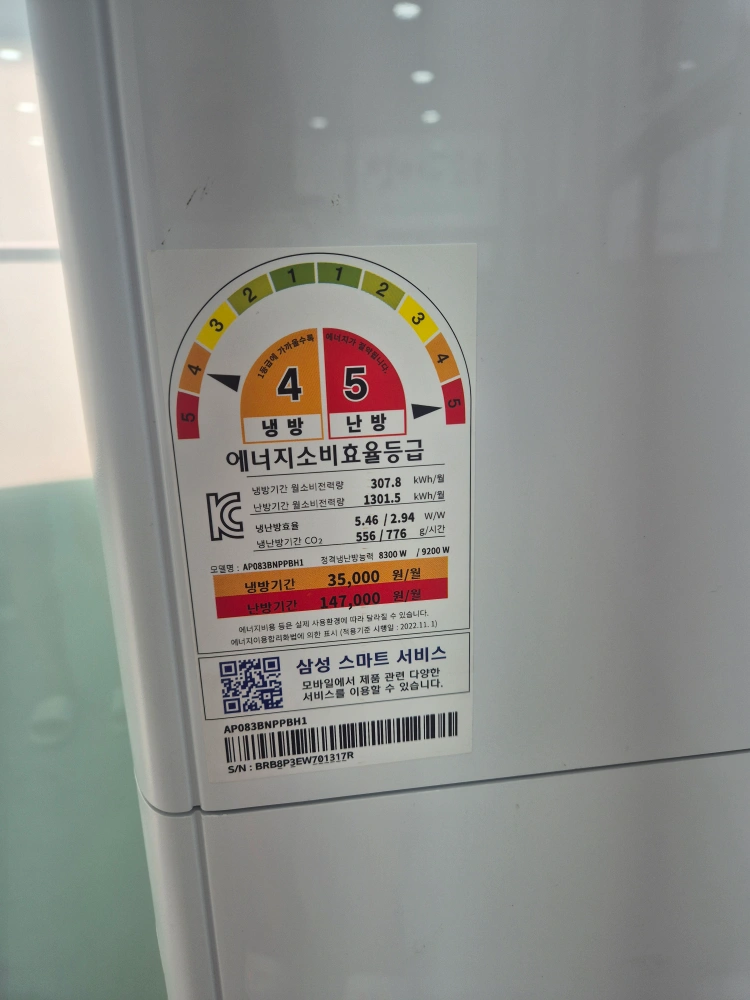 5 4 3 2 1 1 2 3 4 5
1등급에 가까울수록 에너지가 절약됩니다.
4 5
냉방 난방
에너지소비효율등급
냉방기간 월소비전력량 307.8 kWh/월
난방기간 월소비전력량 1301.5 kWh/월
냉난방효율 5.46 / 2.94 W/W
냉난방기간 CO₂ 556 / 776 g/시간
모델명 : AP083BNPPBH1 정격냉난방능력 8300 W / 9200 W
냉방기간 35,000 원/월
난방기간 147,000 원/월
에너지비용 등은 실제 사용환경에 따라 달라질 수 있습니다.
에너지이용합리화법에 의한 표시 (적용기준 시행일 : 2022.11. 1)
삼성 스마트 서비스
모바일에서 제품 관련 다양한
서비스를 이용할 수 있습니다.
AP083BNPPBH1
S/N : BRB8P3EW701317R